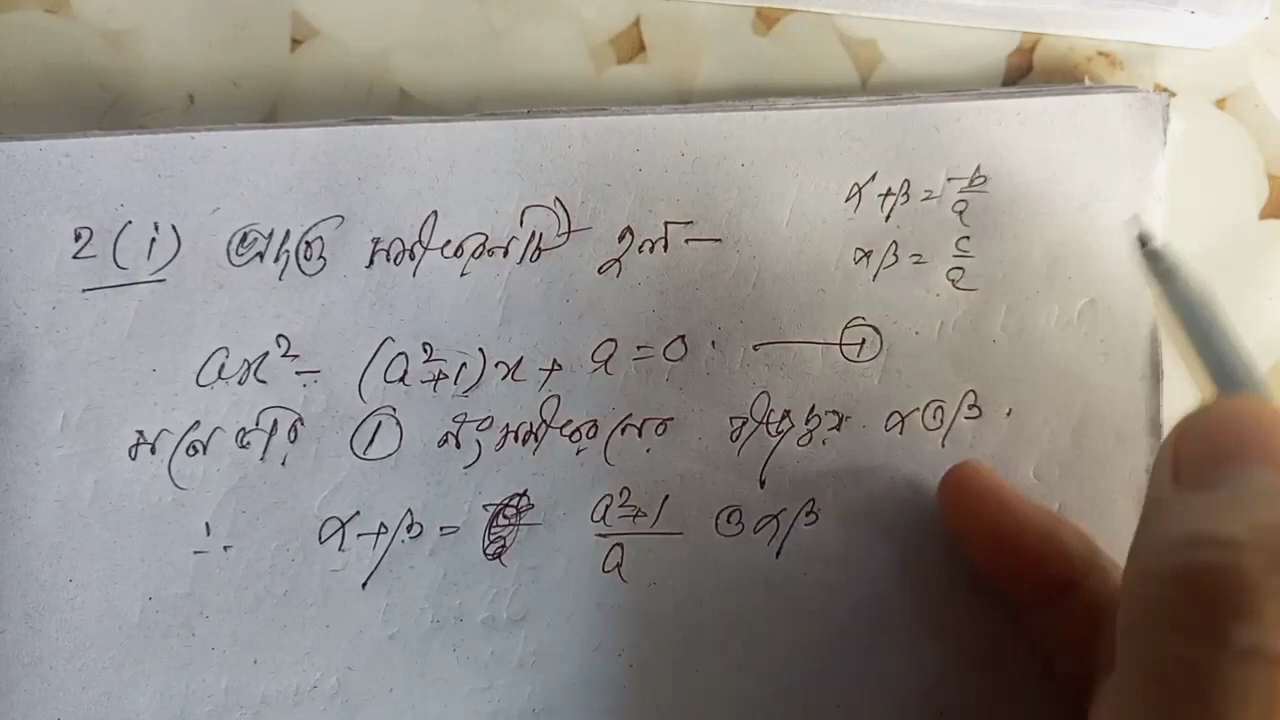 2 (i) প্রদত্ত সমীকরণটি হল—
α+β = -b/a
αβ = c/a
ax² - (a²+1)x + a = 0. —— ①
মনে করি ① নং সমীকরণের বীজদ্বয় α ও β.
∴ α+β = (a²+1)/a ও αβ